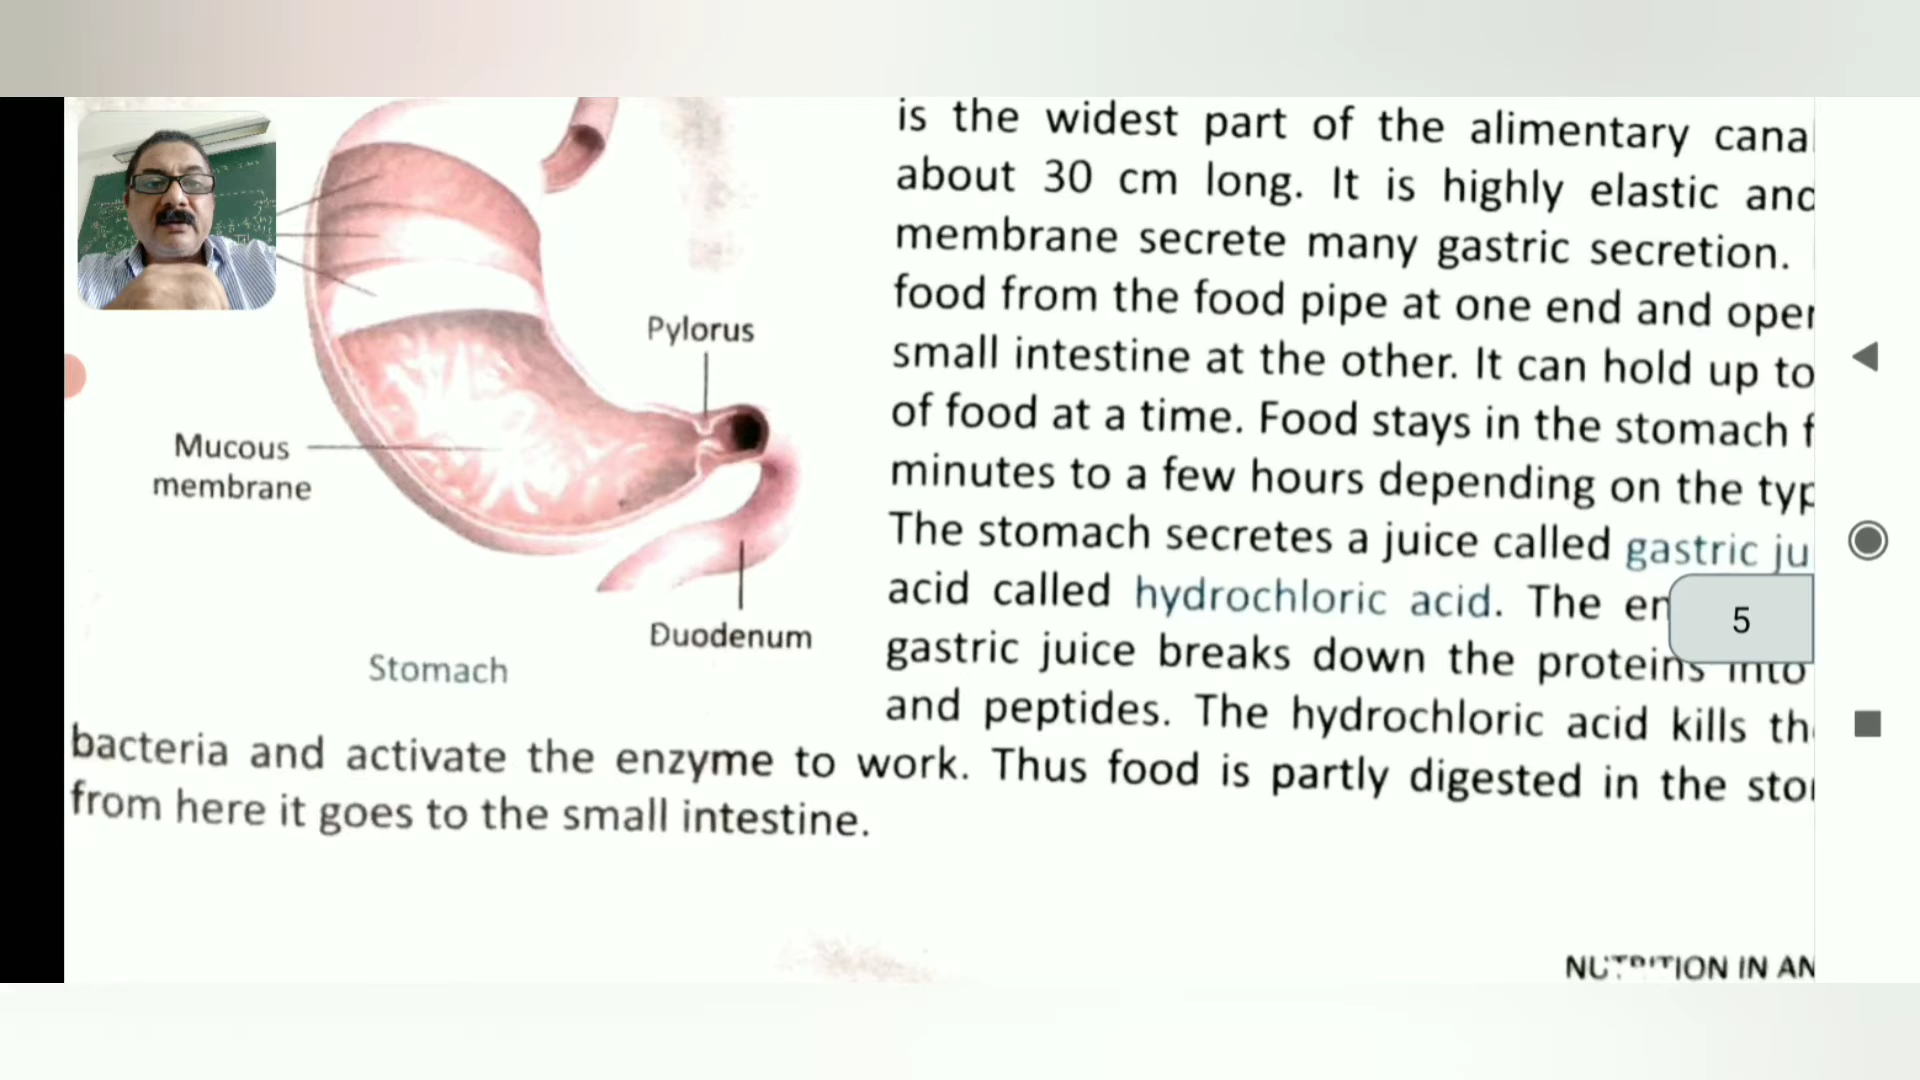 is the widest part of the alimentary cana
about 30 cm long. It is highly elastic and
membrane secrete many gastric secretion.
food from the food pipe at one end and oper
small intestine at the other. It can hold up to
of food at a time. Food stays in the stomach f
minutes to a few hours depending on the typ
The stomach secretes a juice called gastric ju
acid called hydrochloric acid. The en
gastric juice breaks down the proteins into
and peptides. The hydrochloric acid kills th
bacteria and activate the enzyme to work. Thus food is partly digested in the sto
from here it goes to the small intestine.
Pylorus
Mucous
membrane
Duodenum
Stomach
5
NUTRITION IN AN